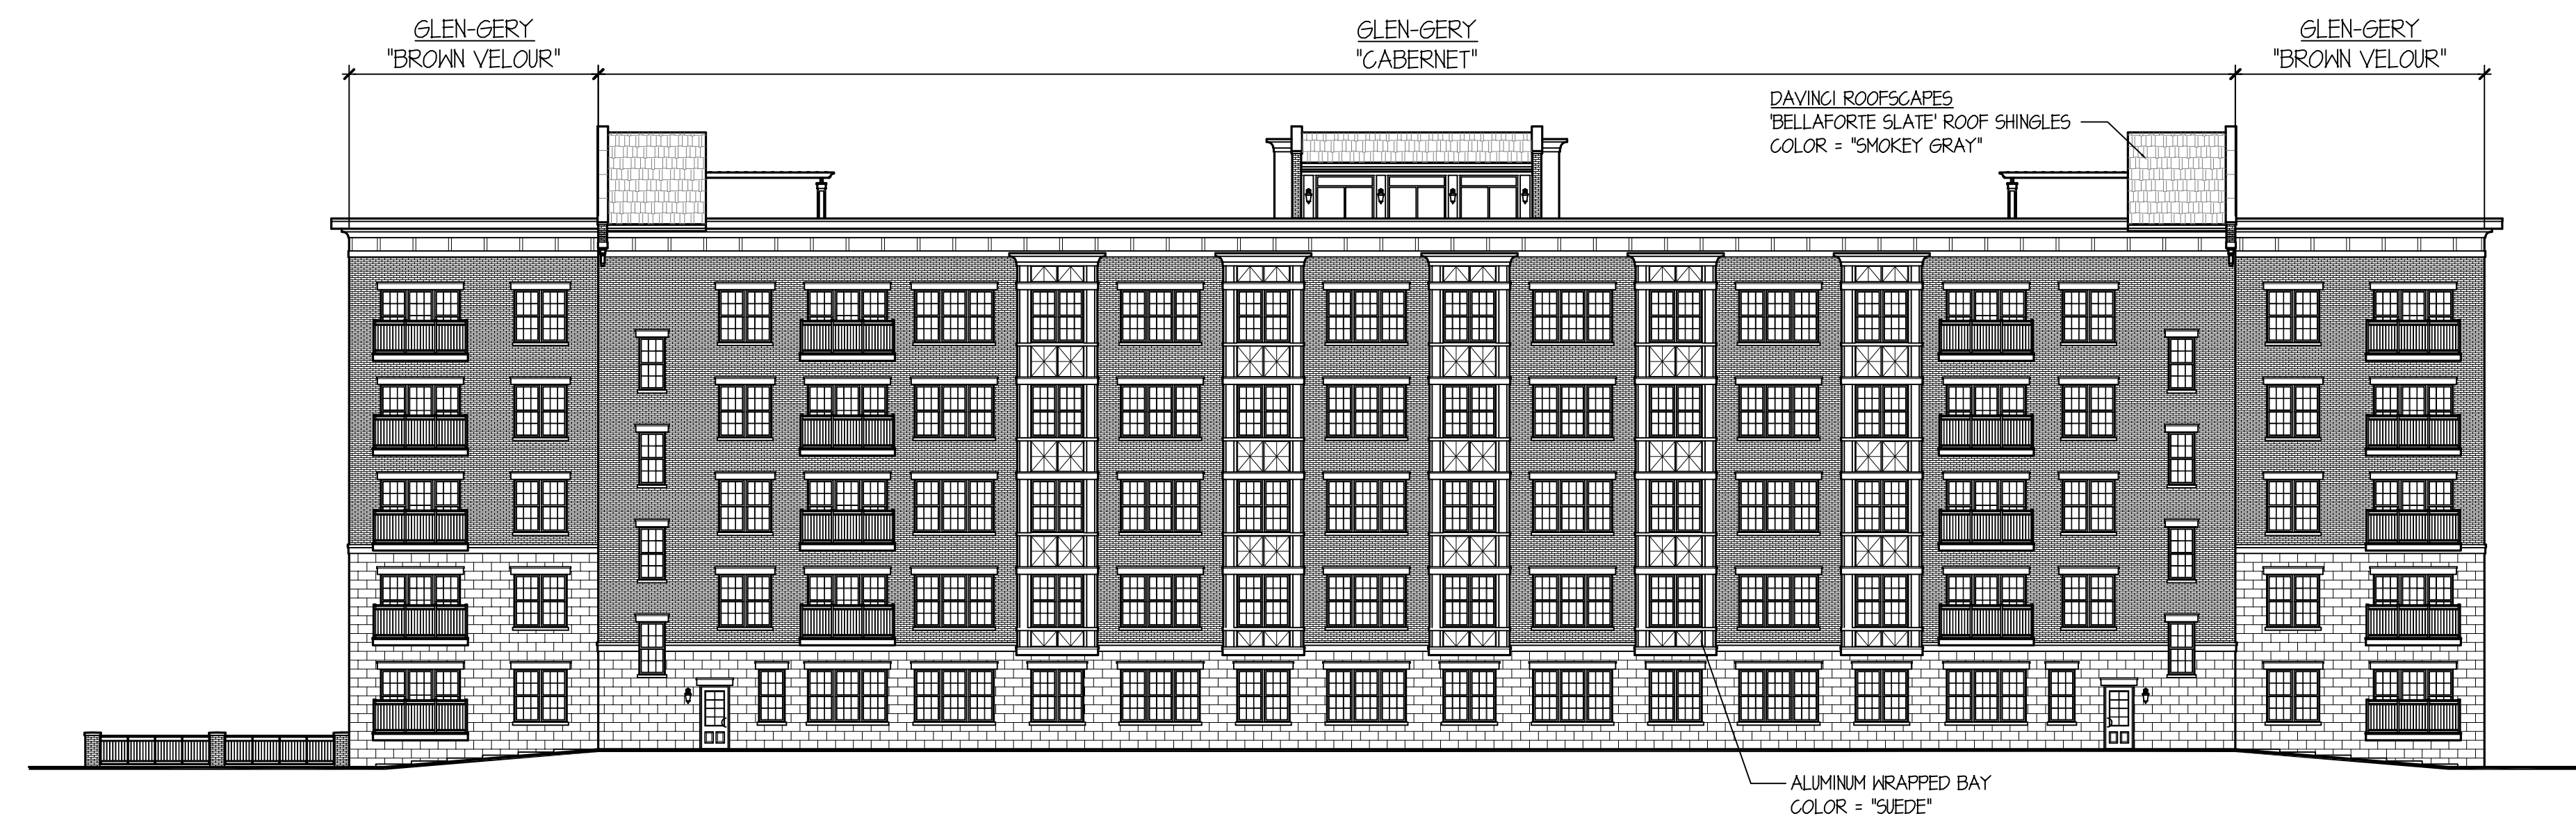 GLEN-GERY
"BROWN VELOUR"
GLEN-GERY
"CABERNET"
GLEN-GERY
"BROWN VELOUR"
DAVINCI ROOFSCAPES
'BELLAFORTE SLATE' ROOF SHINGLES
COLOR = "SMOKEY GRAY"
ALUMINUM WRAPPED BAY
COLOR = "SUEDE"